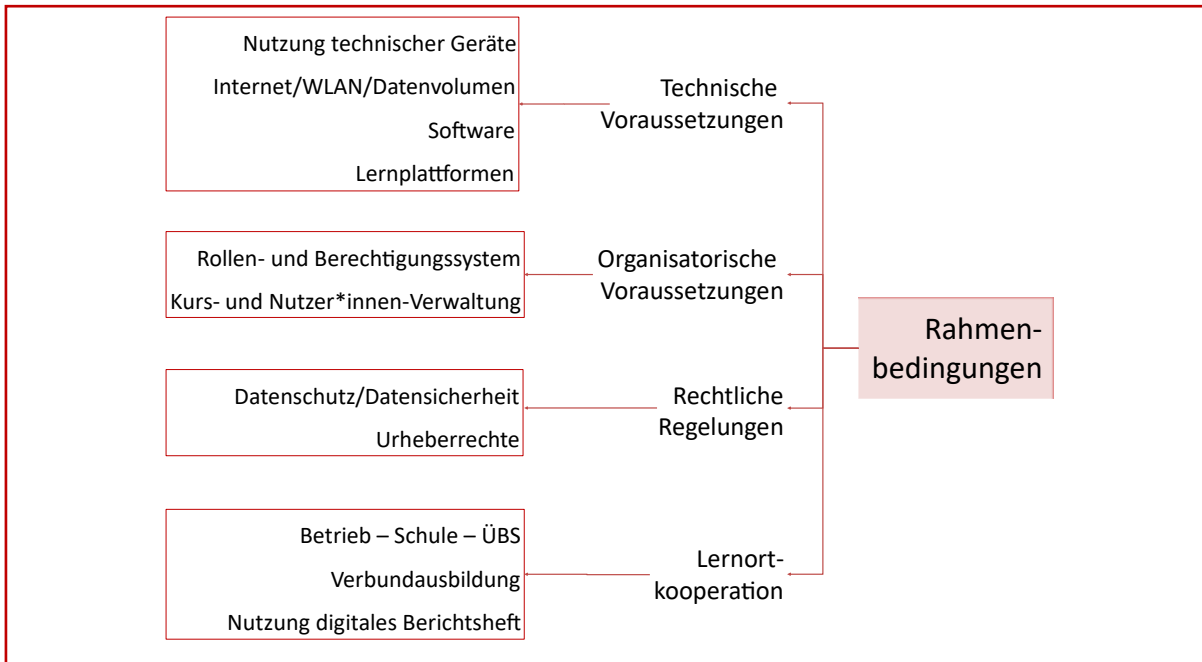 Nutzung technischer Geräte
Internet/WLAN/Datenvolumen
Software
Lernplattformen
Technische
Voraussetzungen
Rollen- und Berechtigungssystem
Kurs- und Nutzer*innen-Verwaltung
Organisatorische
Voraussetzungen
Rahmen-
bedingungen
Datenschutz/Datensicherheit
Urheberrechte
Rechtliche
Regelungen
Betrieb – Schule – ÜBS
Verbundausbildung
Nutzung digitales Berichtsheft
Lernort-
kooperation